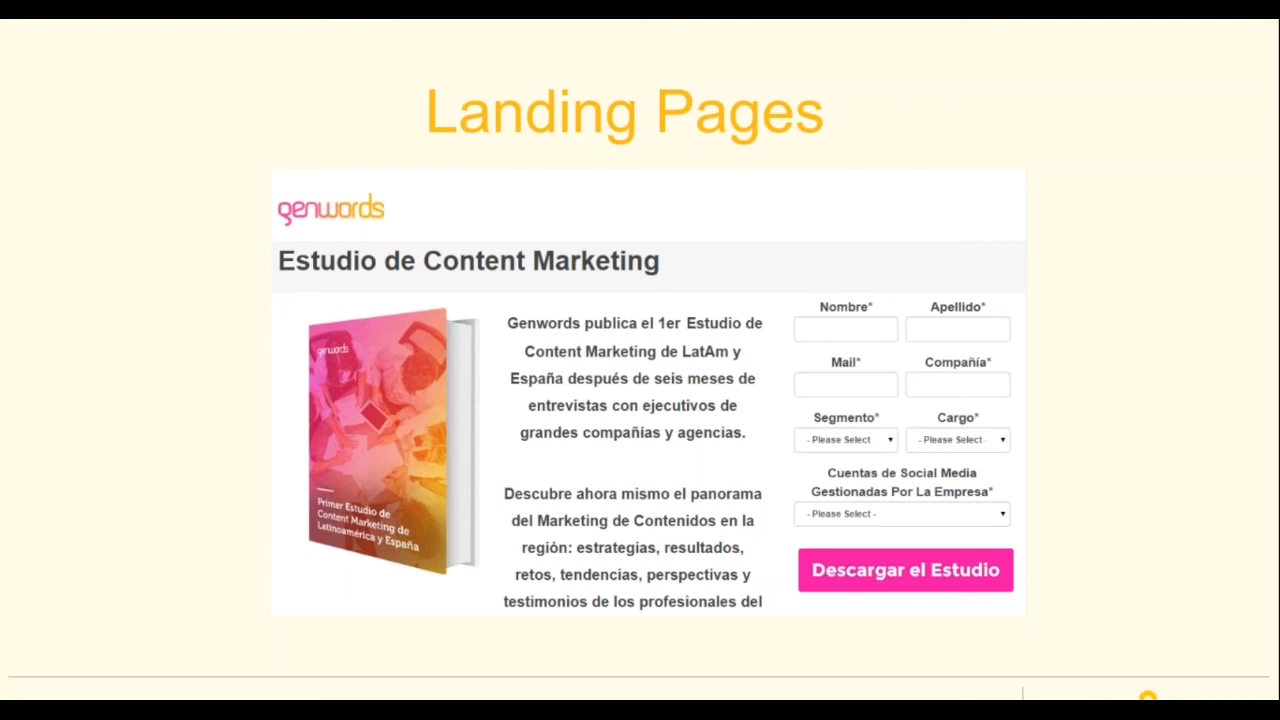 Landing Pages
genwords
Estudio de Content Marketing
genwords
Primer Estudio de
Content Marketing de
Latinoamérica y España
Genwords publica el 1er Estudio de
Content Marketing de LatAm y
España después de seis meses de
entrevistas con ejecutivos de
grandes compañías y agencias.
Descubre ahora mismo el panorama
del Marketing de Contenidos en la
región: estrategias, resultados,
retos, tendencias, perspectivas y
testimonios de los profesionales del
Nombre* Apellido*
Mail* Compañía*
Segmento* Cargo*
- Please Select - Please Select -
Cuentas de Social Media
Gestionadas Por La Empresa*
- Please Select -
Descargar el Estudio